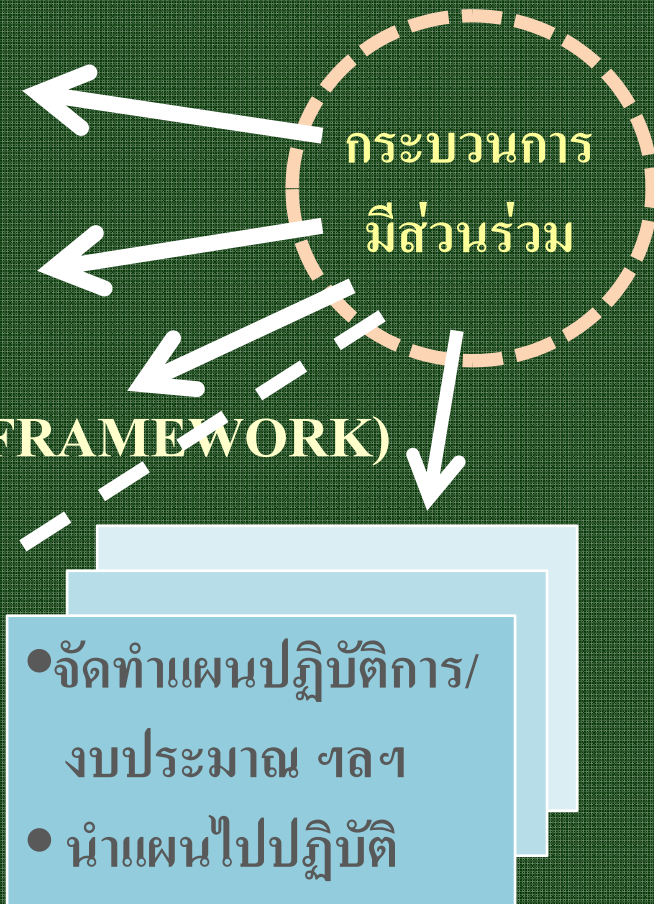 กระบวนการ
มีส่วนร่วม
FRAMEWORK)
•จัดทำแผนปฏิบัติการ/
งบประมาณ ฯลฯ
• นำแผนไปปฏิบัติ